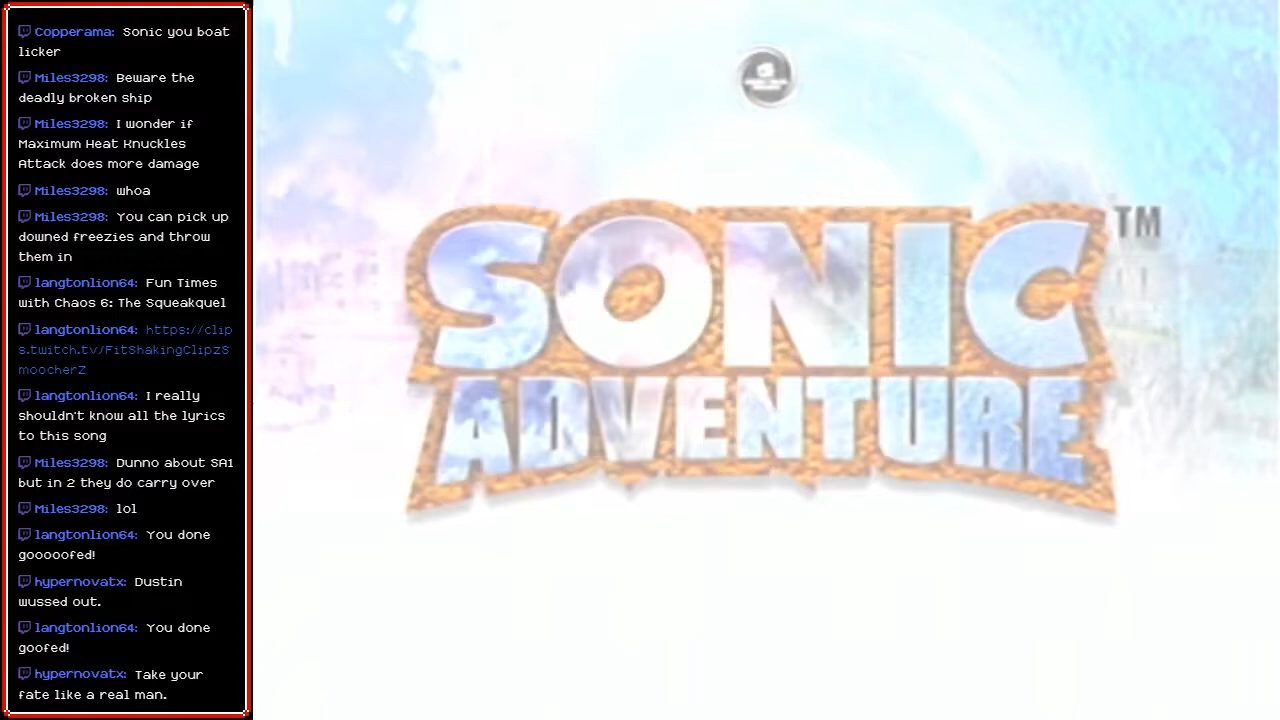 Copperama: Sonic you boat
licker
Miles3298: Beware the
deadly broken ship
Miles3298: I wonder if
Maximum Heat Knuckles
Attack does more damage
Miles3298: whoa
Miles3298: You can pick up
downed freezies and throw
them in
langtonlion64: Fun Times
with Chaos 6: The Squeakquel
langtonlion64: https://clip
s.twitch.tv/FitShakingClipzS
moocherZ
langtonlion64: I really
shouldn't know all the lyrics
to this song
Miles3298: Dunno about SA1
but in 2 they do carry over
Miles3298: lol
langtonlion64: You done
gooooofed!
hypernovatx: Dustin
wussed out.
langtonlion64: You done
goofed!
hypernovatx: Take your
fate like a real man.
SONIC TM
ADVENTURE